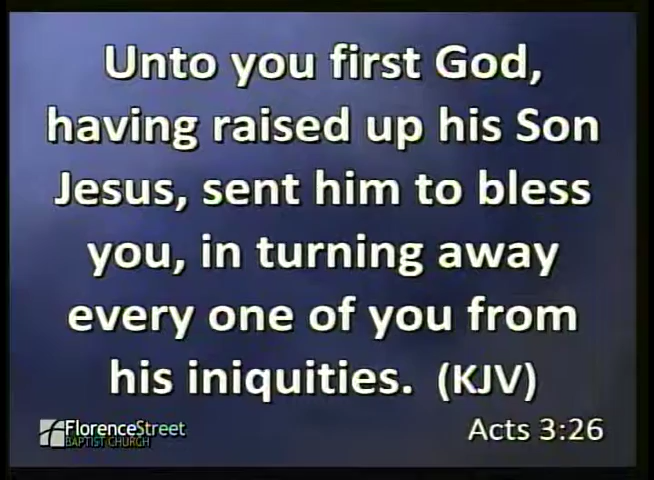 Unto you first God,
having raised up his Son
Jesus, sent him to bless
you, in turning away
every one of you from
his iniquities. (KJV)
FlorenceStreet
BAPTIST CHURCH
Acts 3:26